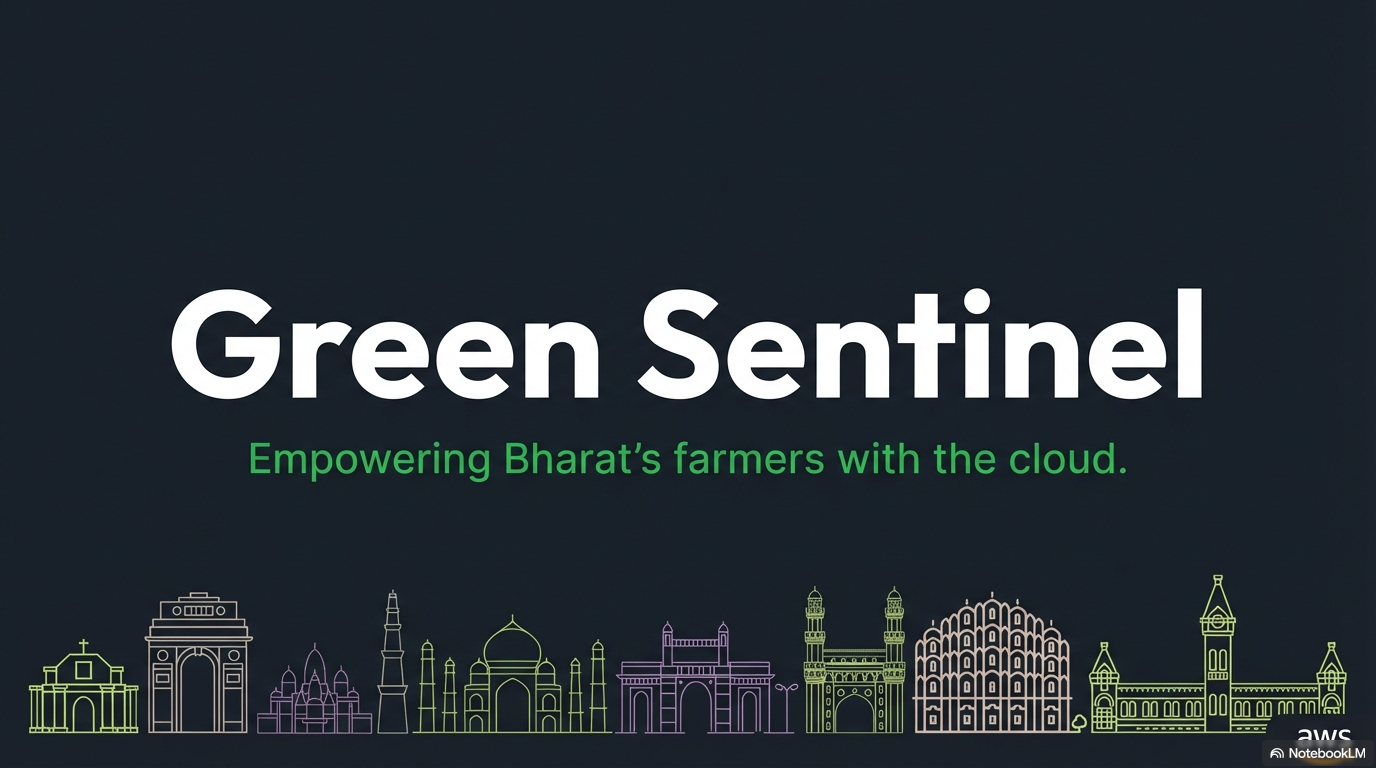 Green Sentinel
Empowering Bharat’s farmers with the cloud.
aws
NotebookLM